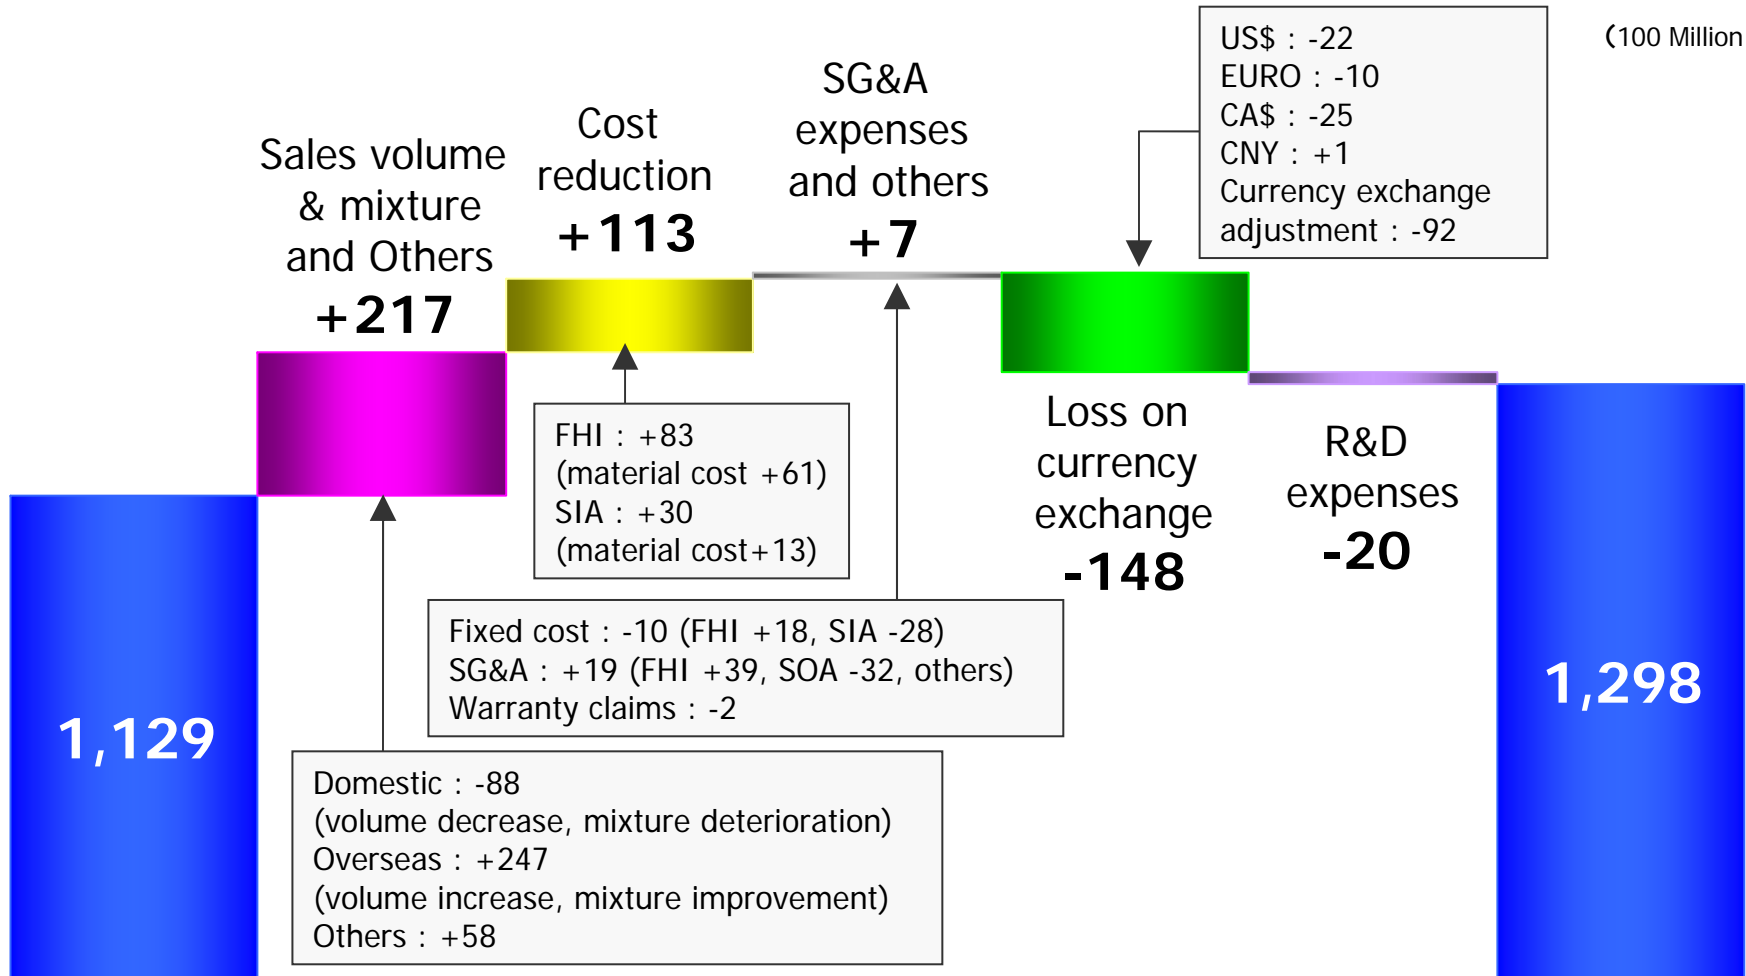 (100 Million
US$ : -22
EURO : -10
CA$ : -25
CNY : +1
Currency exchange
adjustment : -92
SG&A
expenses
and others
+7
Cost
reduction
+113
Sales volume
& mixture
and Others
+217
FHI : +83
(material cost +61)
SIA : +30
(material cost+13)
Loss on
currency
exchange
-148
R&D
expenses
-20
Fixed cost : -10 (FHI +18, SIA -28)
SG&A : +19 (FHI +39, SOA -32, others)
Warranty claims : -2
1,129
1,298
Domestic : -88
(volume decrease, mixture deterioration)
Overseas : +247
(volume increase, mixture improvement)
Others : +58